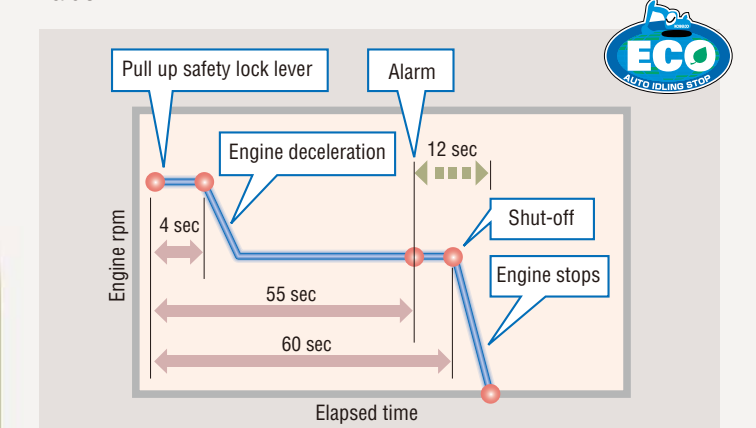 ECO
AUTO IDLING STOP
Pull up safety lock lever
Alarm
Engine deceleration
12 sec
4 sec
Shut-off
Engine stops
55 sec
60 sec
Engine rpm
Elapsed time